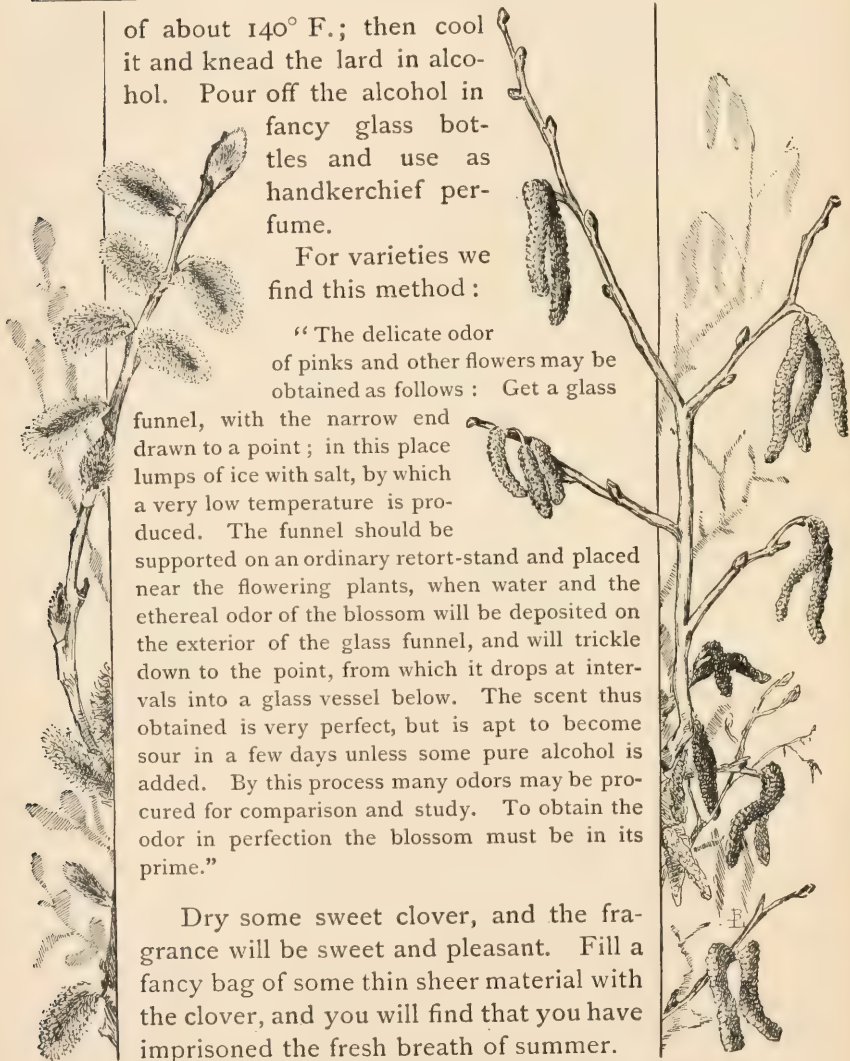 of about 140° F.; then cool
it and knead the lard in alco-
hol. Pour off the alcohol in
fancy glass bot-
tles and use as
handkerchief per-
fume.
For varieties we
find this method :
“ The delicate odor
of pinks and other flowers may be
obtained as follows : Get a glass
funnel, with the narrow end
drawn to a point ; in this place
lumps of ice with salt, by which
a very low temperature is pro-
duced. The funnel should be
supported on an ordinary retort-stand and placed
near the flowering plants, when water and the
ethereal odor of the blossom will be deposited on
the exterior of the glass funnel, and will trickle
down to the point, from which it drops at inter-
vals into a glass vessel below. The scent thus
obtained is very perfect, but is apt to become
sour in a few days unless some pure alcohol is
added. By this process many odors may be pro-
cured for comparison and study. To obtain the
odor in perfection the blossom must be in its
prime.”
Dry some sweet clover, and the fra-
grance will be sweet and pleasant. Fill a
fancy bag of some thin sheer material with
the clover, and you will find that you have
imprisoned the fresh breath of summer.